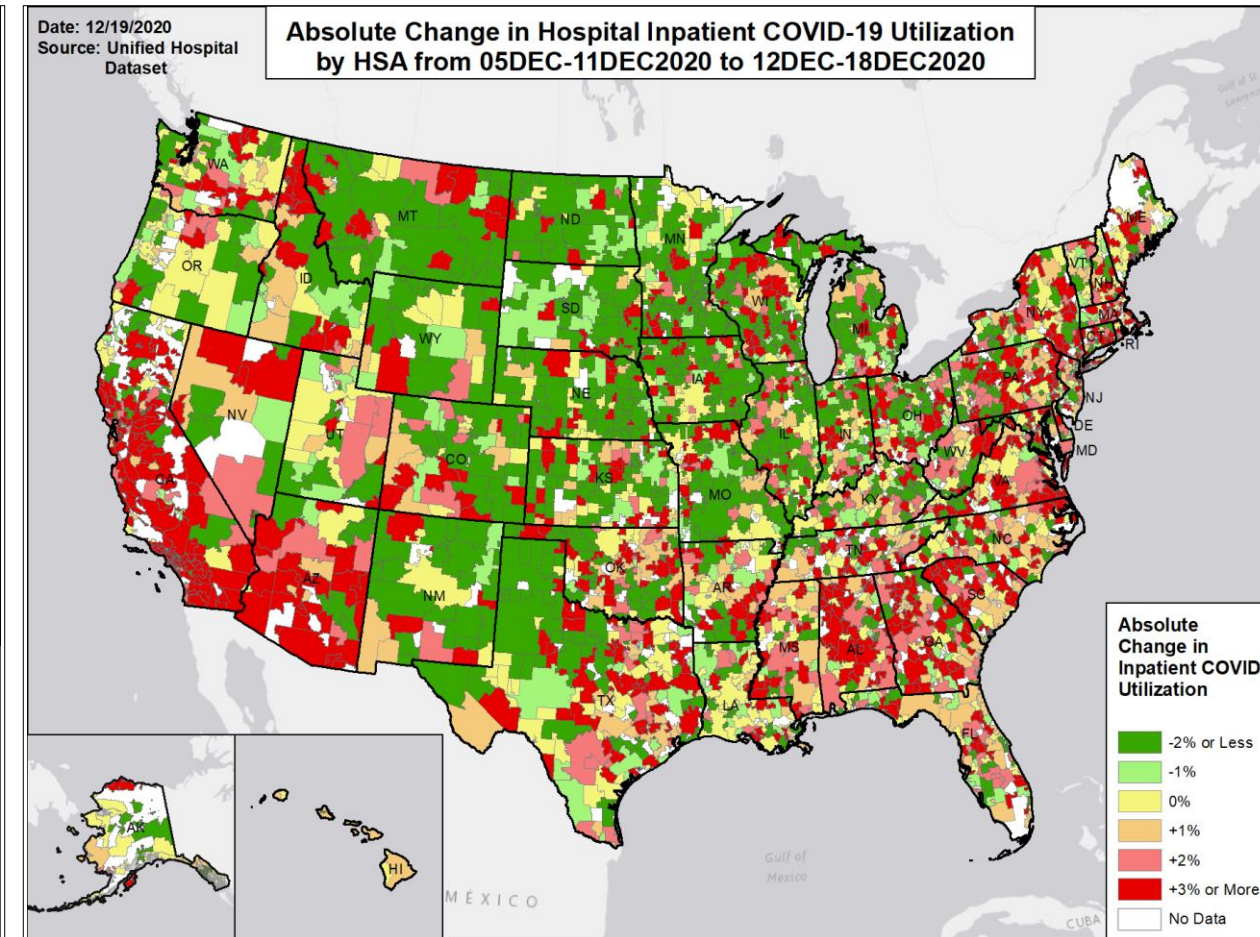 Date: 12/19/2020
Source: Unified Hospital
Dataset
Absolute Change in Hospital Inpatient COVID-19 Utilization
by HSA from 05DEC-11DEC2020 to 12DEC-18DEC2020
Gulf of St.
Lawrence
WA
MT
ND
MN
ME
OR
ID
SD
WI
VT
NH
NY
MA
WY
MI
CT
RI
IA
PA
NE
NJ
NV
OH
UT
IL
IN
DE
CO
WV
MD
CA
KS
MO
VA
KY
NC
TN
OK
AZ
NM
AR
SC
MS
AL
GA
TX
LA
FL
Absolute
Change in
Inpatient COVID
Utilization
-2% or Less
-1%
0%
+1%
+2%
+3% or More
No Data
AK
HI
Gulf of
Mexico
MÉXICO
CUBA